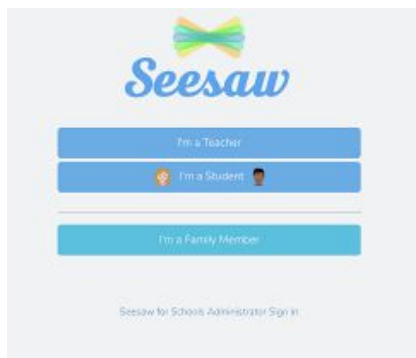 Seesaw
I'm a Teacher
I'm a Student
I'm a Family Member
Seesaw for Schools Administrator Sign In